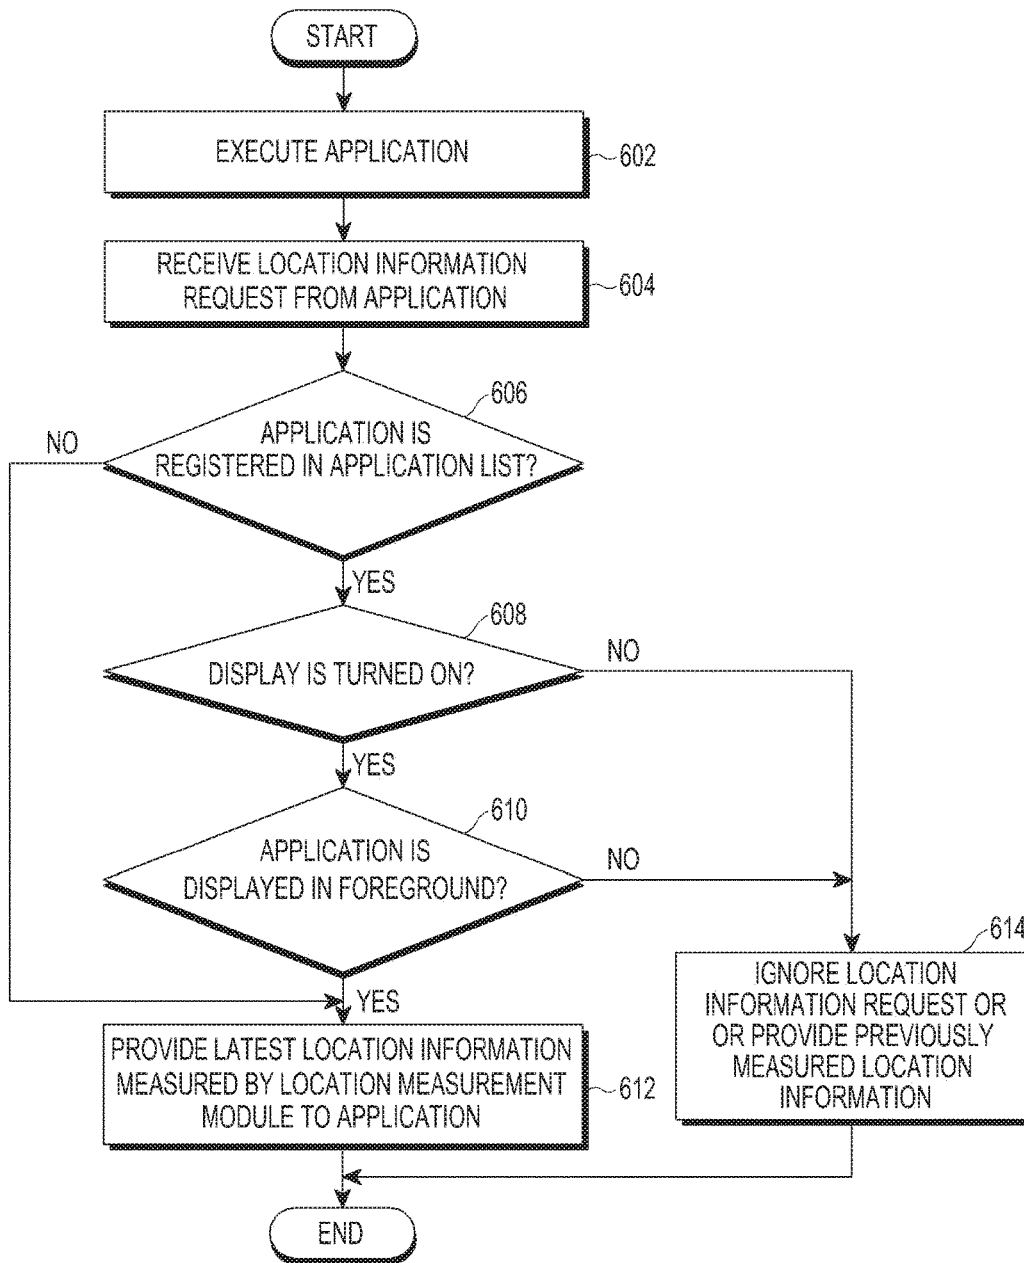 START
EXECUTE APPLICATION
602
RECEIVE LOCATION INFORMATION
REQUEST FROM APPLICATION
604
606
APPLICATION IS
REGISTERED IN APPLICATION LIST?
NO
YES
608
DISPLAY IS TURNED ON?
NO
YES
610
APPLICATION IS
DISPLAYED IN FOREGROUND?
NO
YES
614
IGNORE LOCATION
INFORMATION REQUEST OR
OR PROVIDE PREVIOUSLY
MEASURED LOCATION
INFORMATION
PROVIDE LATEST LOCATION INFORMATION
MEASURED BY LOCATION MEASUREMENT
MODULE TO APPLICATION
612
END